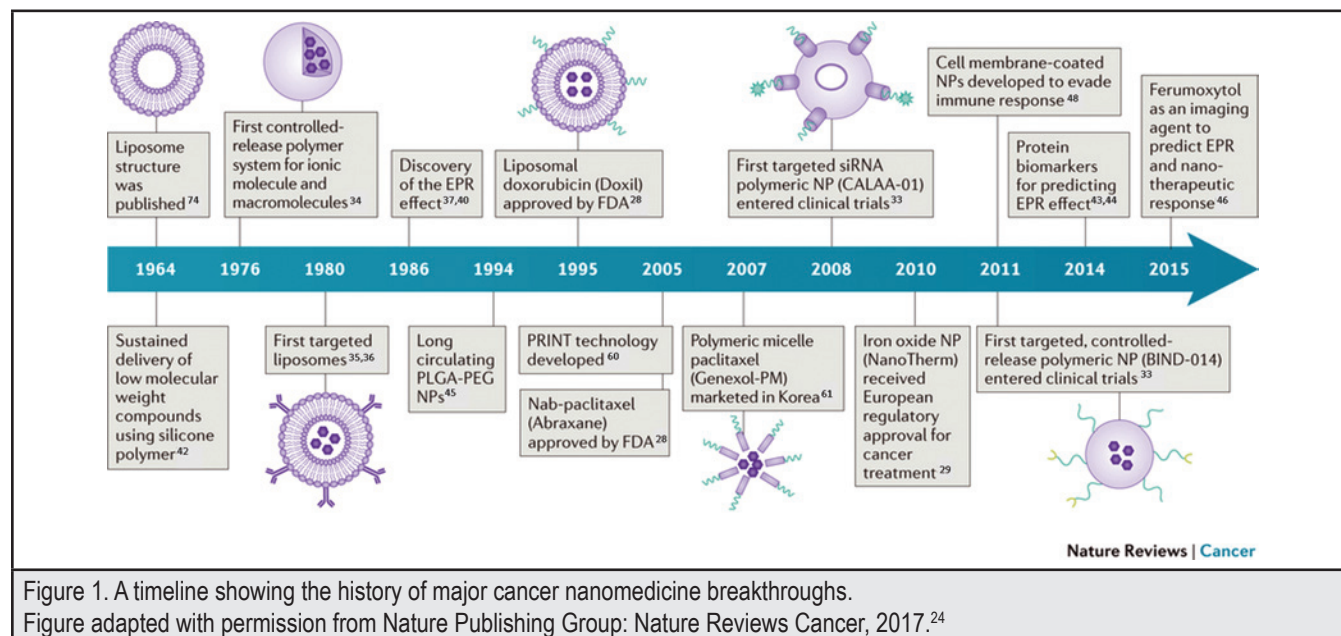 Liposome
structure
was
published 74
First controlled-
release polymer
system for ionic
molecule and
macromolecules 34
Discovery
of the EPR
effect 37,40
Liposomal
doxorubicin (Doxil)
approved by FDA 28
First targeted siRNA
polymeric NP (CALAA-01)
entered clinical trials 33
Cell membrane-coated
NPs developed to evade
immune response 48
Protein
biomarkers
for predicting
EPR effect 43,44
Ferumoxytol
as an imaging
agent to
predict EPR
and nano-
therapeutic
response 46
1964 1976 1980 1986 1994 1995 2005 2007 2008 2010 2011 2014 2015
Sustained
delivery of
low molecular
weight
compounds
using silicone
polymer 42
First targeted
liposomes 35,36
Long
circulating
PLGA-PEG
NPs 45
PRINT technology
developed 60
Nab-paclitaxel
(Abraxane)
approved by FDA 28
Polymeric micelle
paclitaxel
(Genexol-PM)
marketed in Korea 61
Iron oxide NP
(NanoTherm)
received
European
regulatory
approval for
cancer
treatment 29
First targeted, controlled-
release polymeric NP (BIND-014)
entered clinical trials 33
Nature Reviews | Cancer
Figure 1. A timeline showing the history of major cancer nanomedicine breakthroughs.
Figure adapted with permission from Nature Publishing Group: Nature Reviews Cancer, 2017.24